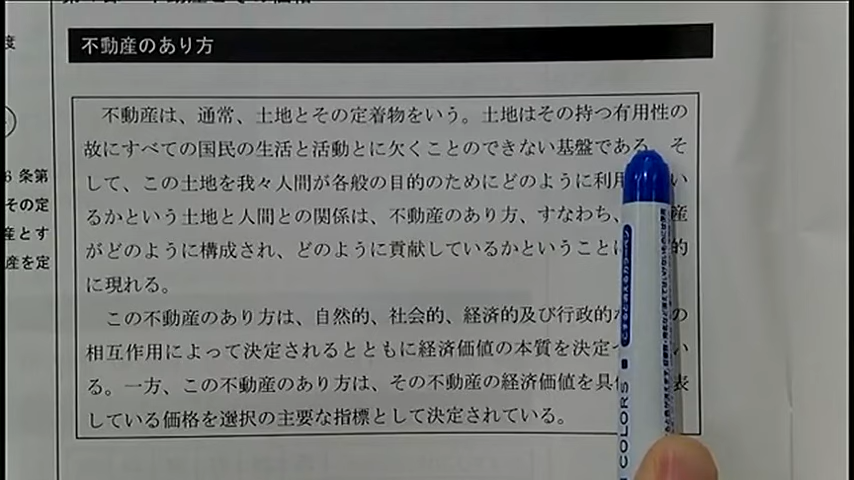 不動産のあり方
不動産は、通常、土地とその定着物をいう。土地はその持つ有用性の
故にすべての国民の生活と活動とに欠くことのできない基盤である。そ
して、この土地を我々人間が各般の目的のためにどのように利用 い
るかという土地と人間との関係は、不動産のあり方、すなわち、 産
がどのように構成され、どのように貢献しているかということに 的
に現れる。
この不動産のあり方は、自然的、社会的、経済的及び行政的 の
相互作用によって決定されるとともに経済価値の本質を決定 い
る。一方、この不動産のあり方は、その不動産の経済価値を具 表
している価格を選択の主要な指標として決定されている。
度
6 条第
その定
産とす
産を定
COLORS